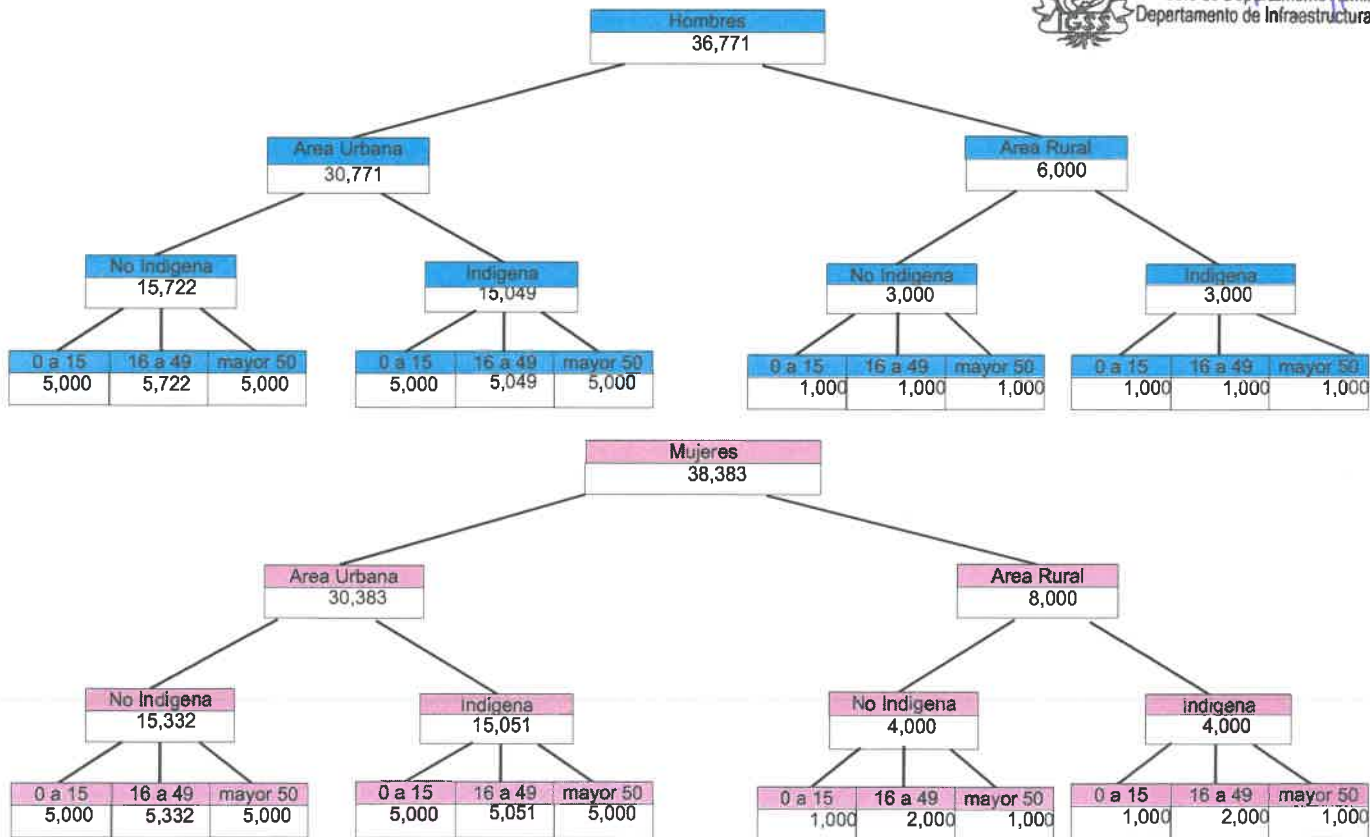 Departamento de Infraestructura
IGSS
Hombres
36,771
Area Urbana
30,771
Area Rural
6,000
No Indigena
15,722
Indigena
15,049
No Indigena
3,000
Indigena
3,000
0 a 15 16 a 49 mayor 50
5,000 5,722 5,000
0 a 15 16 a 49 mayor 50
5,000 5,049 5,000
0 a 15 16 a 49 mayor 50
1,000 1,000 1,000
0 a 15 16 a 49 mayor 50
1,000 1,000 1,000
Mujeres
38,383
Area Urbana
30,383
Area Rural
8,000
No Indigena
15,332
Indigena
15,051
No Indigena
4,000
Indigena
4,000
0 a 15 16 a 49 mayor 50
5,000 5,332 5,000
0 a 15 16 a 49 mayor 50
5,000 5,051 5,000
0 a 15 16 a 49 mayor 50
1,000 2,000 1,000
0 a 15 16 a 49 mayor 50
1,000 2,000 1,000